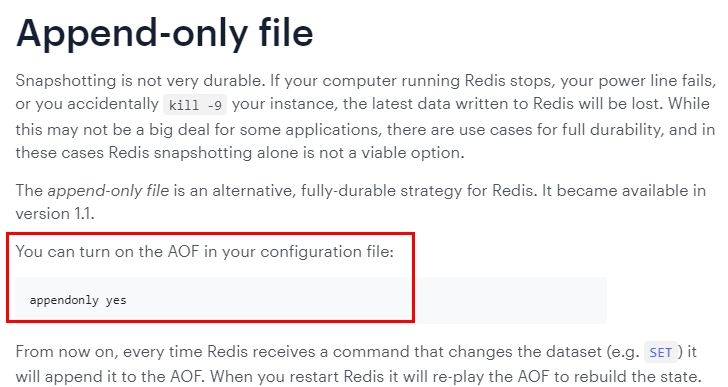 Append-only file
Snapshotting is not very durable. If your computer running Redis stops, your power line fails,
or you accidentally kill -9 your instance, the latest data written to Redis will be lost. While
this may not be a big deal for some applications, there are use cases for full durability, and in
these cases Redis snapshotting alone is not a viable option.
The append-only file is an alternative, fully-durable strategy for Redis. It became available in
version 1.1.
You can turn on the AOF in your configuration file:
appendonly yes
From now on, every time Redis receives a command that changes the dataset (e.g. SET) it
will append it to the AOF. When you restart Redis it will re-play the AOF to rebuild the state.